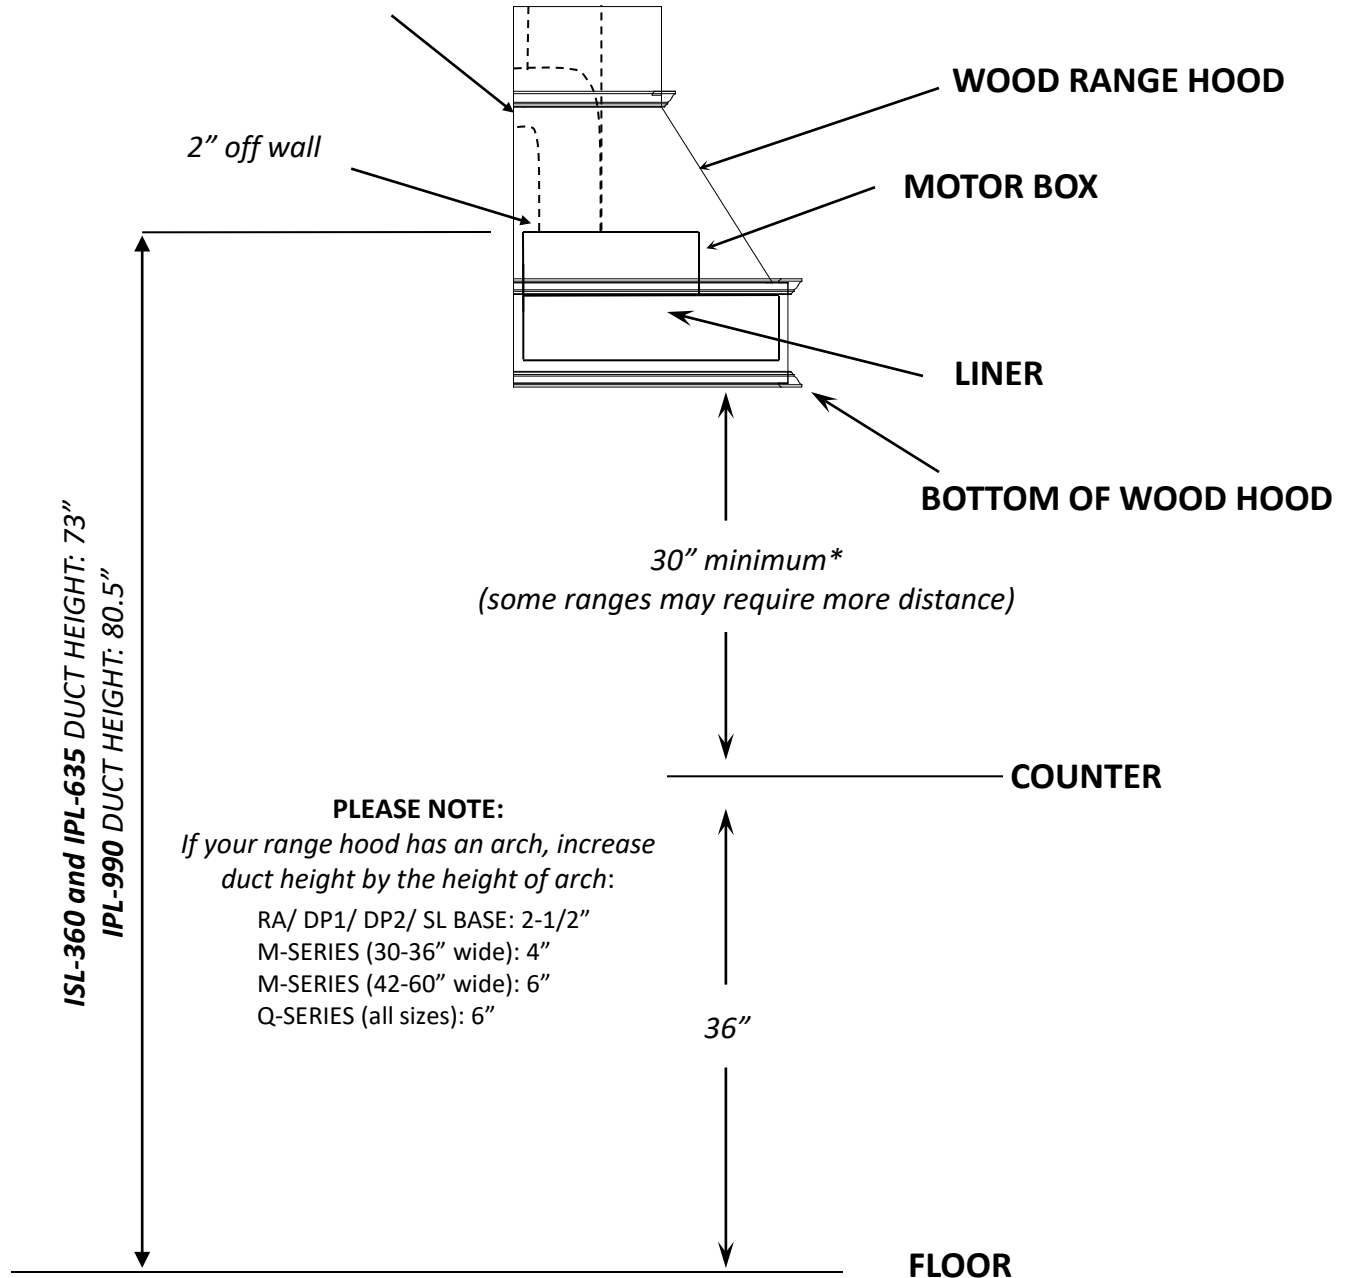 WOOD RANGE HOOD
2” off wall
MOTOR BOX
LINER
BOTTOM OF WOOD HOOD
30” minimum*
(some ranges may require more distance)
ISL-360 and IPL-635 DUCT HEIGHT: 73”
IPL-990 DUCT HEIGHT: 80.5”
COUNTER
PLEASE NOTE:
If your range hood has an arch, increase
duct height by the height of arch:
RA/ DP1/ DP2/ SL BASE: 2-1/2”
M-SERIES (30-36” wide): 4”
M-SERIES (42-60” wide): 6”
Q-SERIES (all sizes): 6”
36”
FLOOR